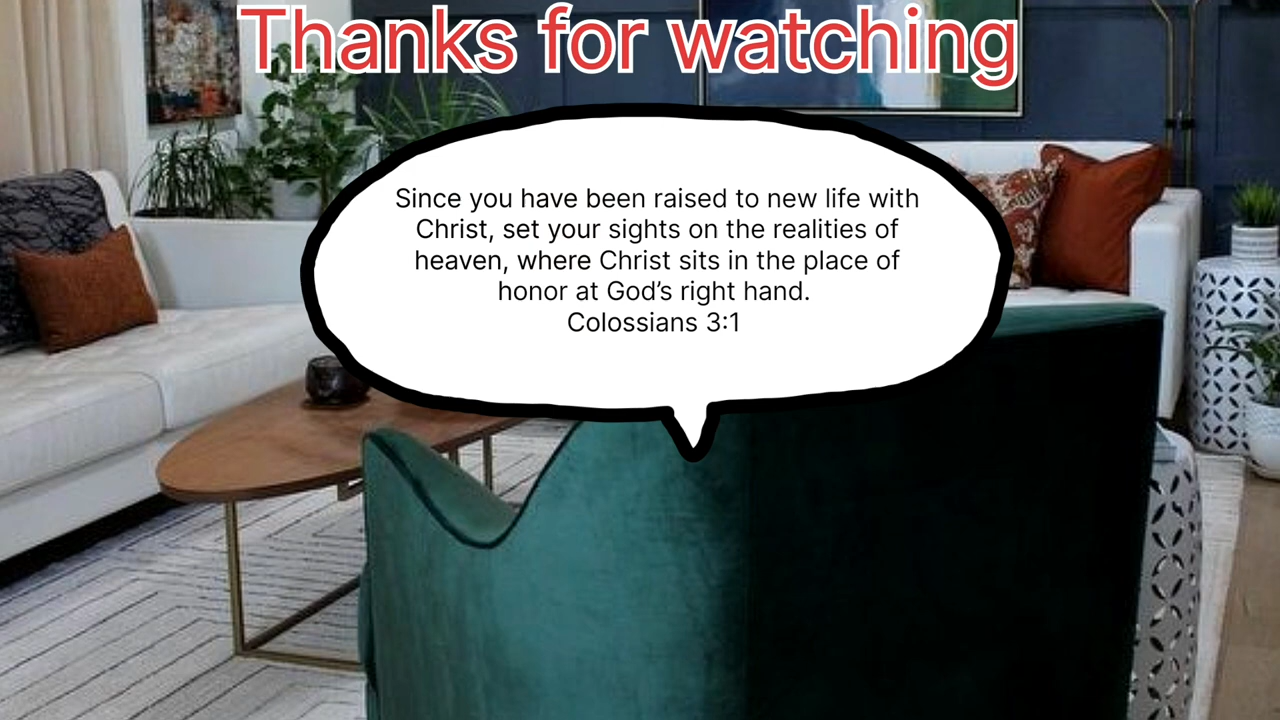 Thanks for watching
Since you have been raised to new life with
Christ, set your sights on the realities of
heaven, where Christ sits in the place of
honor at God’s right hand.
Colossians 3:1